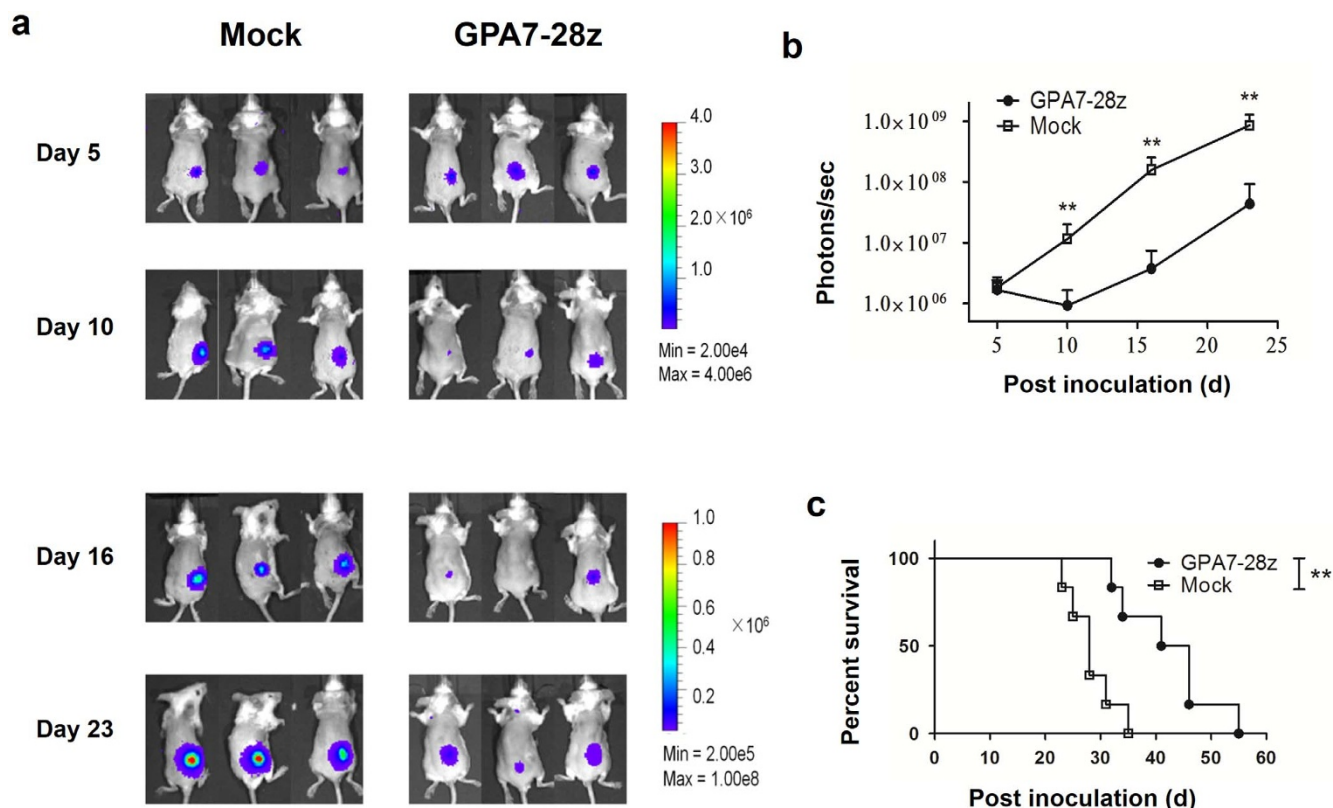 a
Mock
GPA7-28z
Day 5
4.0
3.0
2.0 ×10⁶
1.0
Day 10
Min = 2.00e4
Max = 4.00e6
Day 16
1.0
0.8
0.6
×10⁶
0.4
0.2
Day 23
Min = 2.00e5
Max = 1.00e8
b
GPA7-28z
Mock
**
**
**
1.0×10⁰⁹
1.0×10⁰⁸
1.0×10⁰⁷
1.0×10⁰⁶
Photons/sec
5 10 15 20 25
Post inoculation (d)
c
GPA7-28z
Mock
**
100
50
0
Percent survival
0 10 20 30 40 50 60
Post inoculation (d)